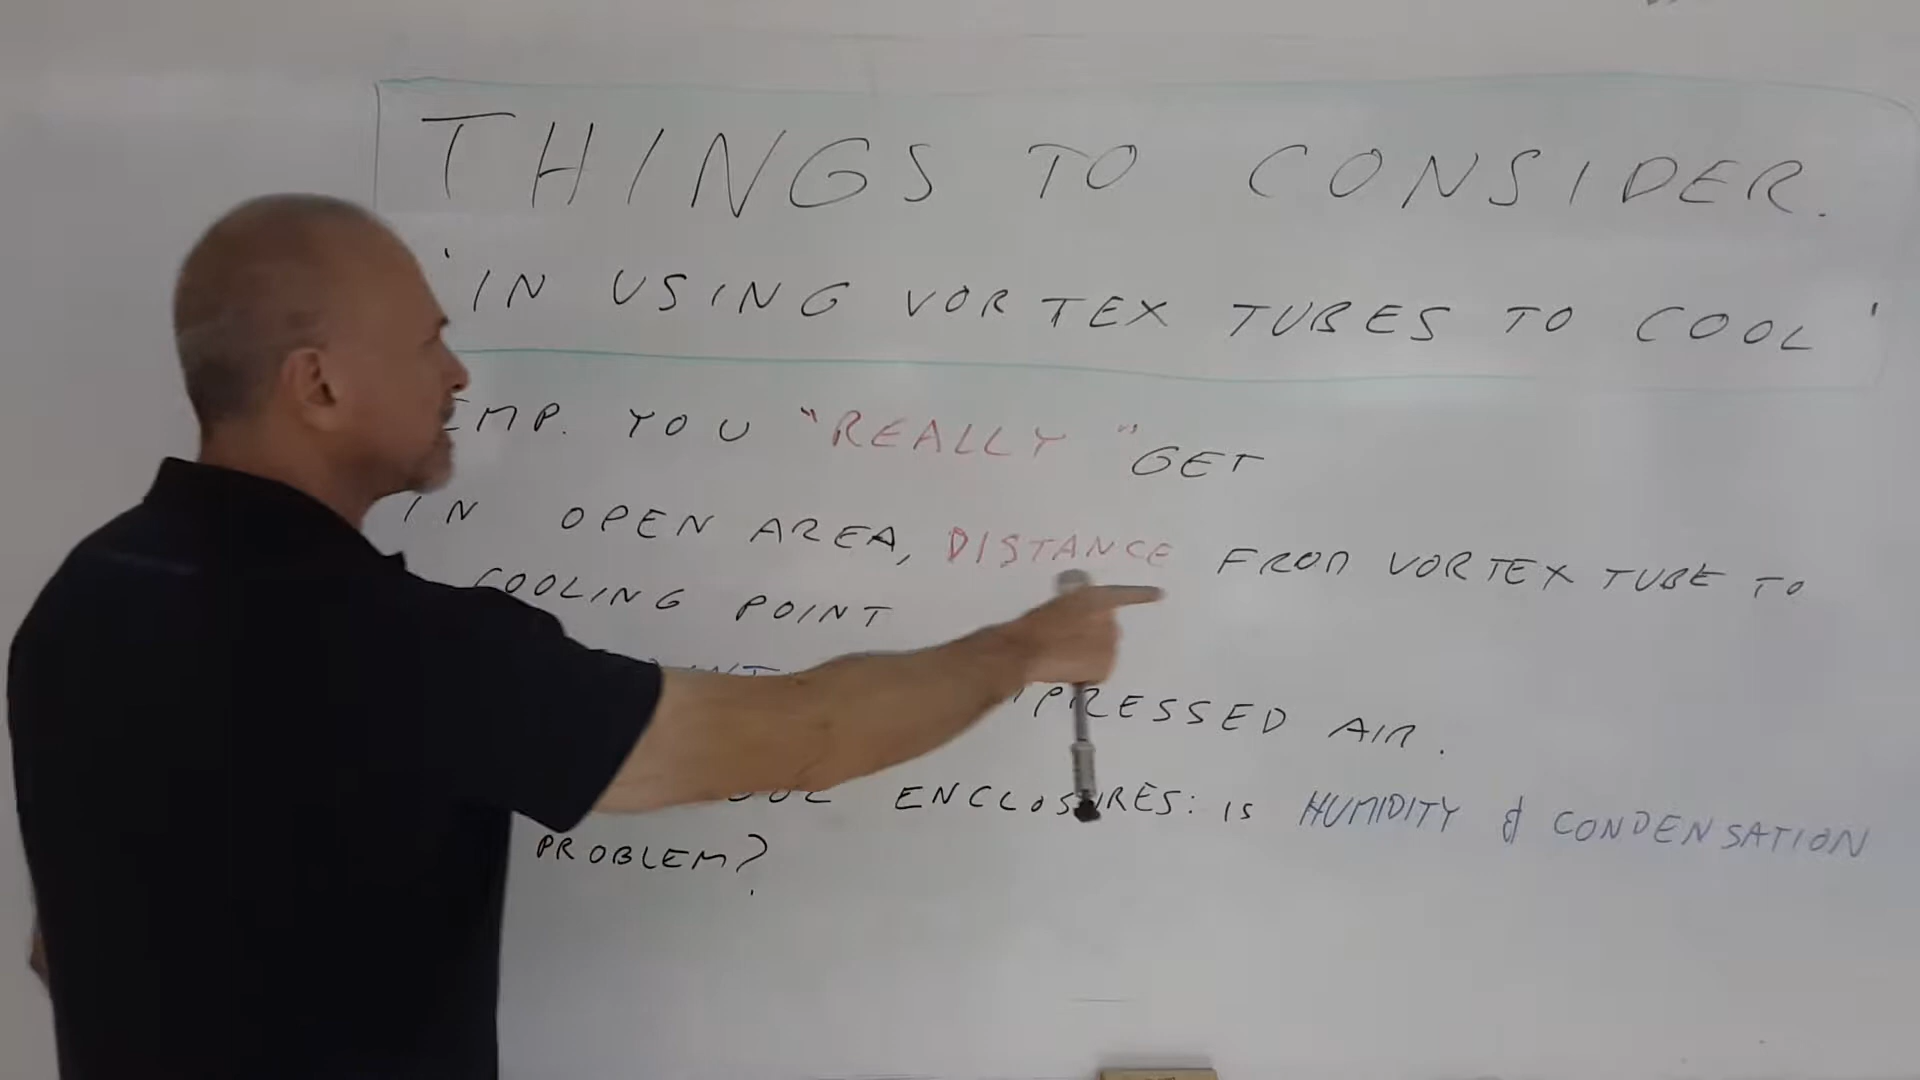 THINGS TO CONSIDER.
'IN USING VORTEX TUBES TO COOL'
EMP. YOU "REALLY" GET
IN OPEN AREA, DISTANCE FROM VORTEX TUBE TO
COOLING POINT
PRESSED AIR.
ENCLOSURES: IS HUMIDITY & CONDENSATION
PROBLEM?